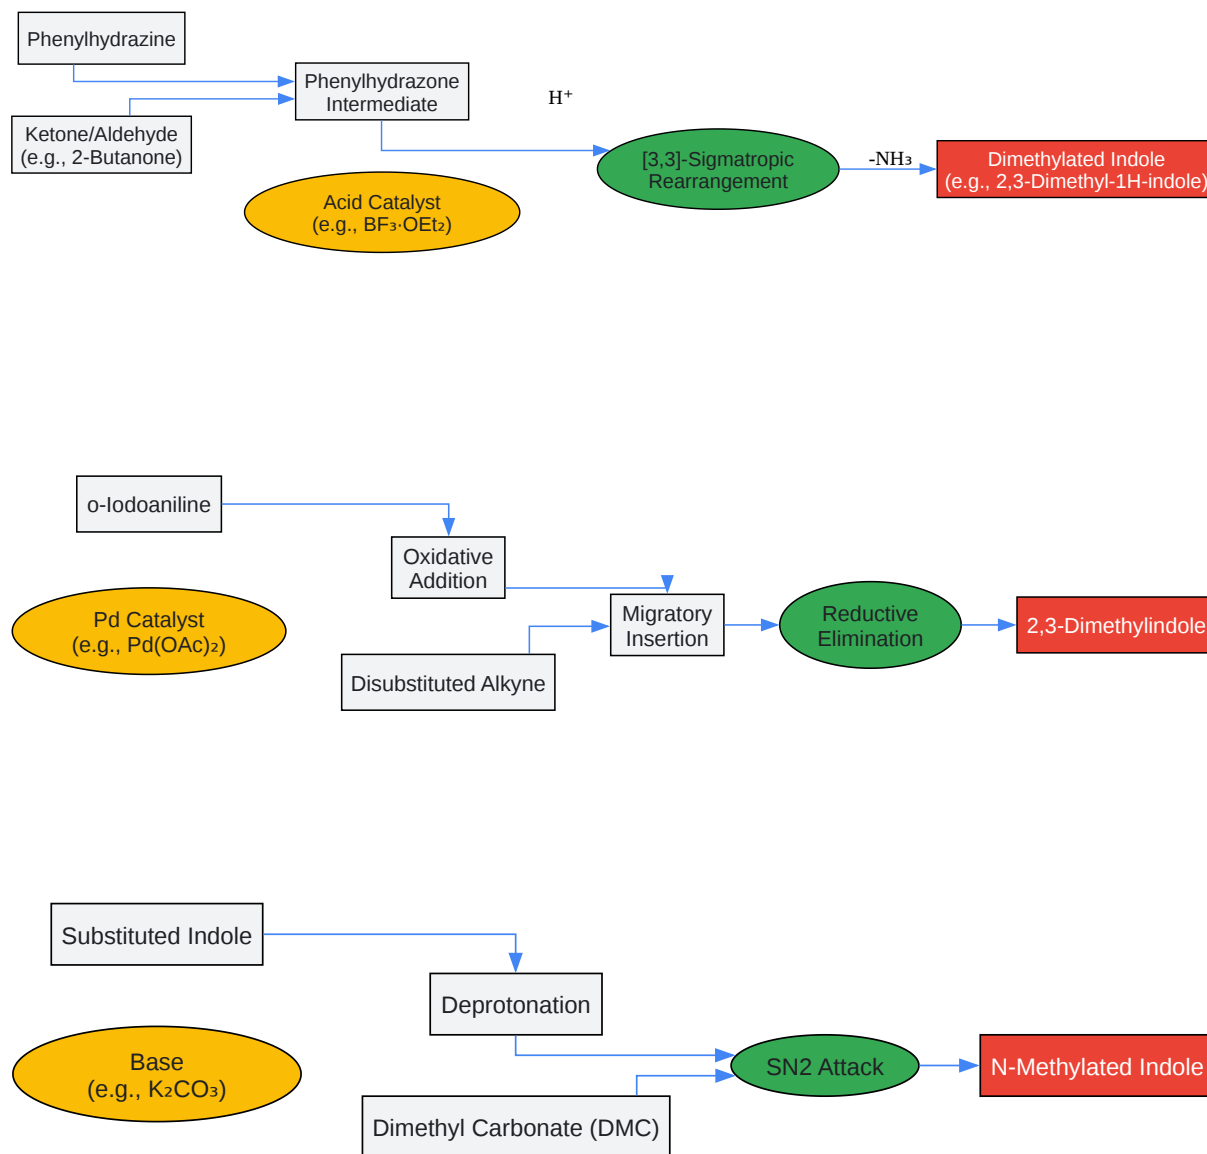 Phenylhydrazine
Ketone/Aldehyde
(e.g., 2-Butanone)
Phenylhydrazone
Intermediate
Acid Catalyst
(e.g., BF₃·OEt₂)
H⁺
[3,3]-Sigmatropic
Rearrangement
-NH₃
Dimethylated Indole
(e.g., 2,3-Dimethyl-1H-indole)
o-Iodoaniline
Pd Catalyst
(e.g., Pd(OAc)₂)
Oxidative
Addition
Disubstituted Alkyne
Migratory
Insertion
Reductive
Elimination
2,3-Dimethylindole
Substituted Indole
Base
(e.g., K₂CO₃)
Deprotonation
Dimethyl Carbonate (DMC)
SN2 Attack
N-Methylated Indole